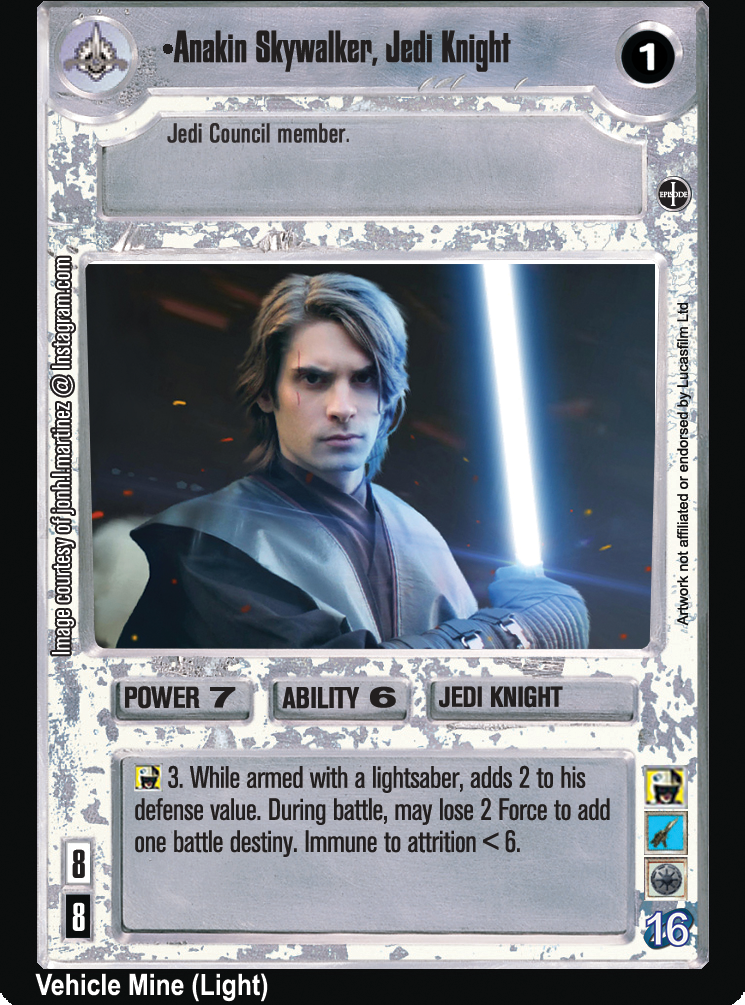 •Anakin Skywalker, Jedi Knight
1
Jedi Council member.
EPISODE I
Image courtesy of jonh.l.martinez @ Instagram.com
Artwork not affiliated or endorsed by Lucasfilm Ltd
POWER 7
ABILITY 6
JEDI KNIGHT
3. While armed with a lightsaber, adds 2 to his
defense value. During battle, may lose 2 Force to add
one battle destiny. Immune to attrition < 6.
8
8
16
Vehicle Mine (Light)